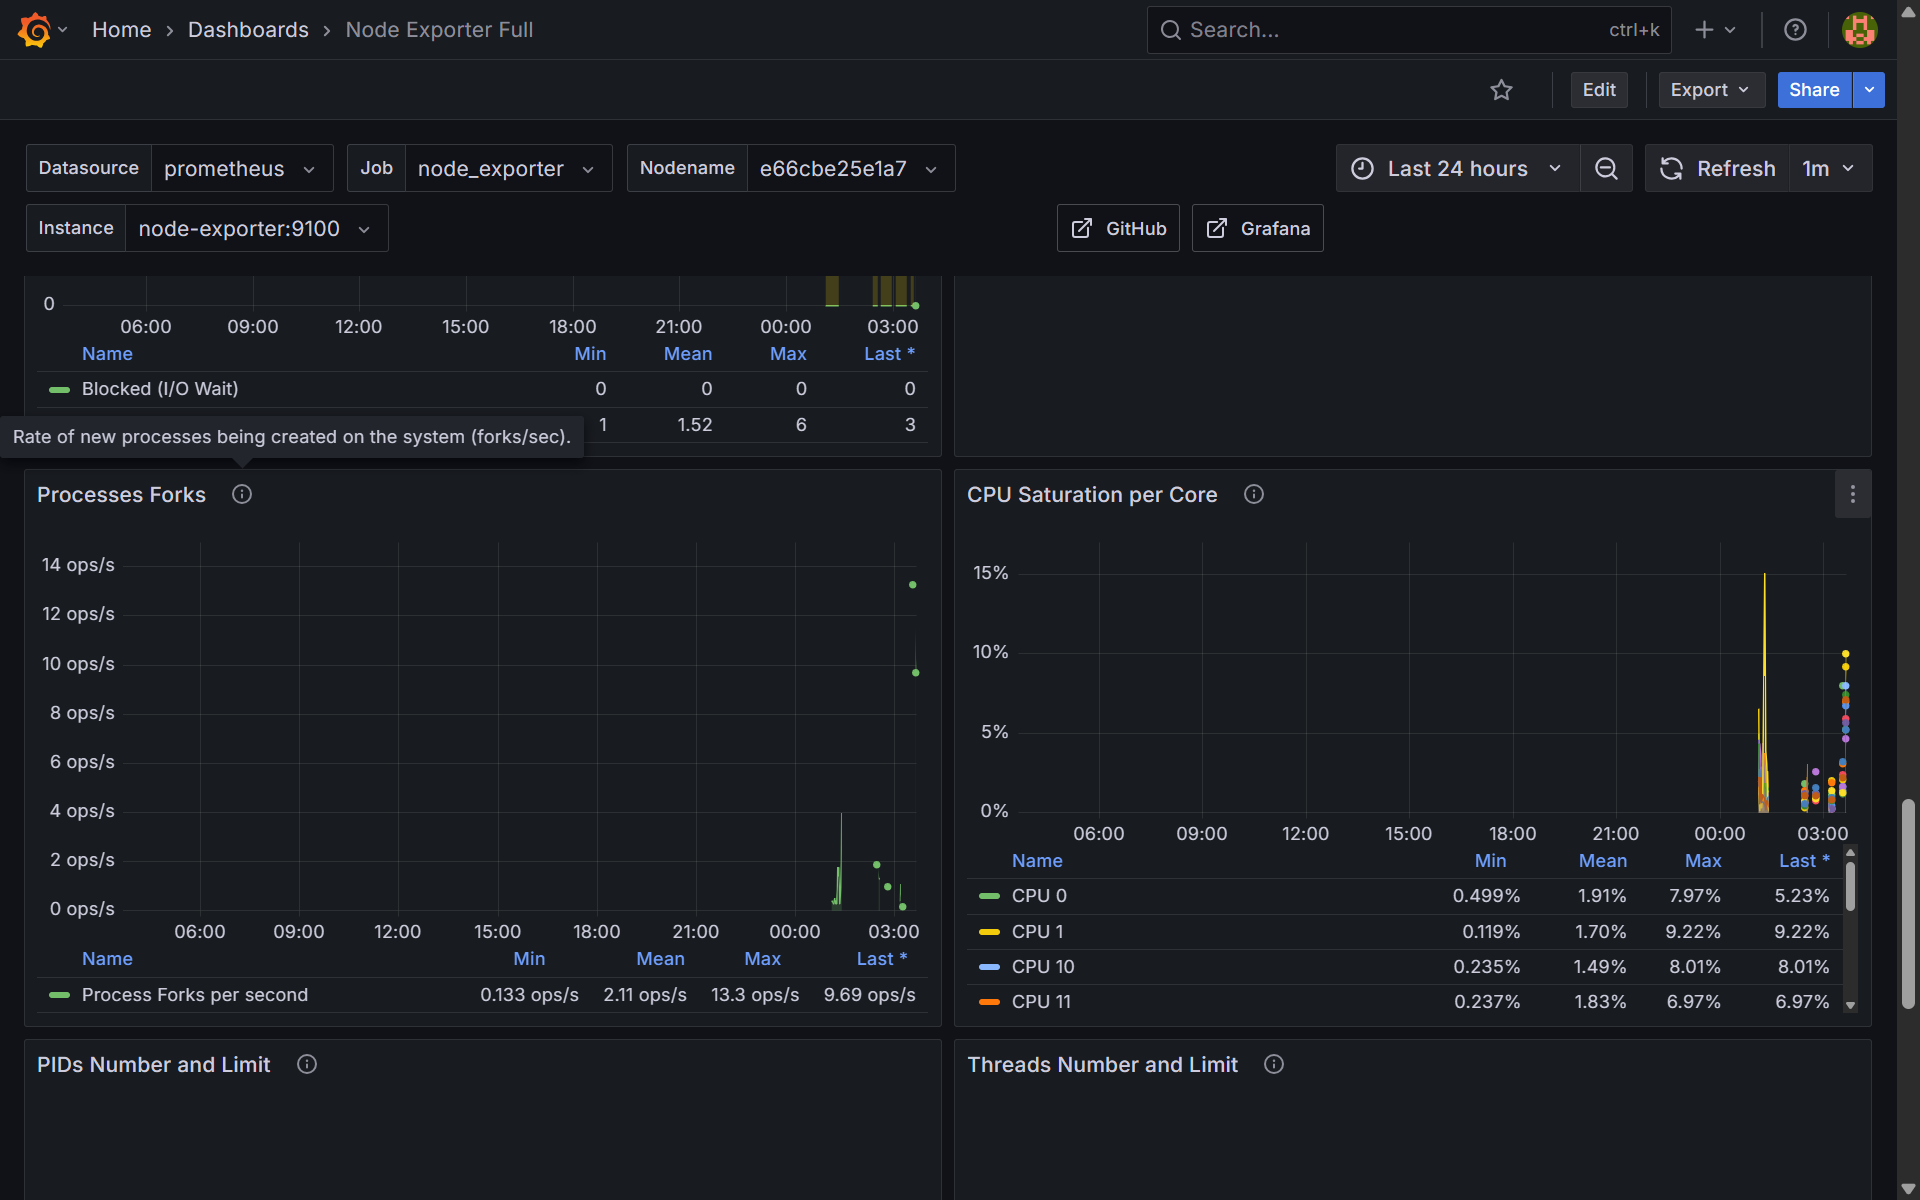 Home › Dashboards › Node Exporter Full
Search... ctrl+k
Edit Export Share
Datasource prometheus Job node_exporter Nodename e66cbe25e1a7 Last 24 hours Refresh 1m
Instance node-exporter:9100 GitHub Grafana
0
06:00 09:00 12:00 15:00 18:00 21:00 00:00 03:00
Name Min Mean Max Last *
Blocked (I/O Wait) 0 0 0 0
1 1.52 6 3
Rate of new processes being created on the system (forks/sec).
Processes Forks
14 ops/s
12 ops/s
10 ops/s
8 ops/s
6 ops/s
4 ops/s
2 ops/s
0 ops/s
06:00 09:00 12:00 15:00 18:00 21:00 00:00 03:00
Name Min Mean Max Last *
Process Forks per second 0.133 ops/s 2.11 ops/s 13.3 ops/s 9.69 ops/s
CPU Saturation per Core
15%
10%
5%
0%
06:00 09:00 12:00 15:00 18:00 21:00 00:00 03:00
Name Min Mean Max Last *
CPU 0 0.499% 1.91% 7.97% 5.23%
CPU 1 0.119% 1.70% 9.22% 9.22%
CPU 10 0.235% 1.49% 8.01% 8.01%
CPU 11 0.237% 1.83% 6.97% 6.97%
PIDs Number and Limit
Threads Number and Limit